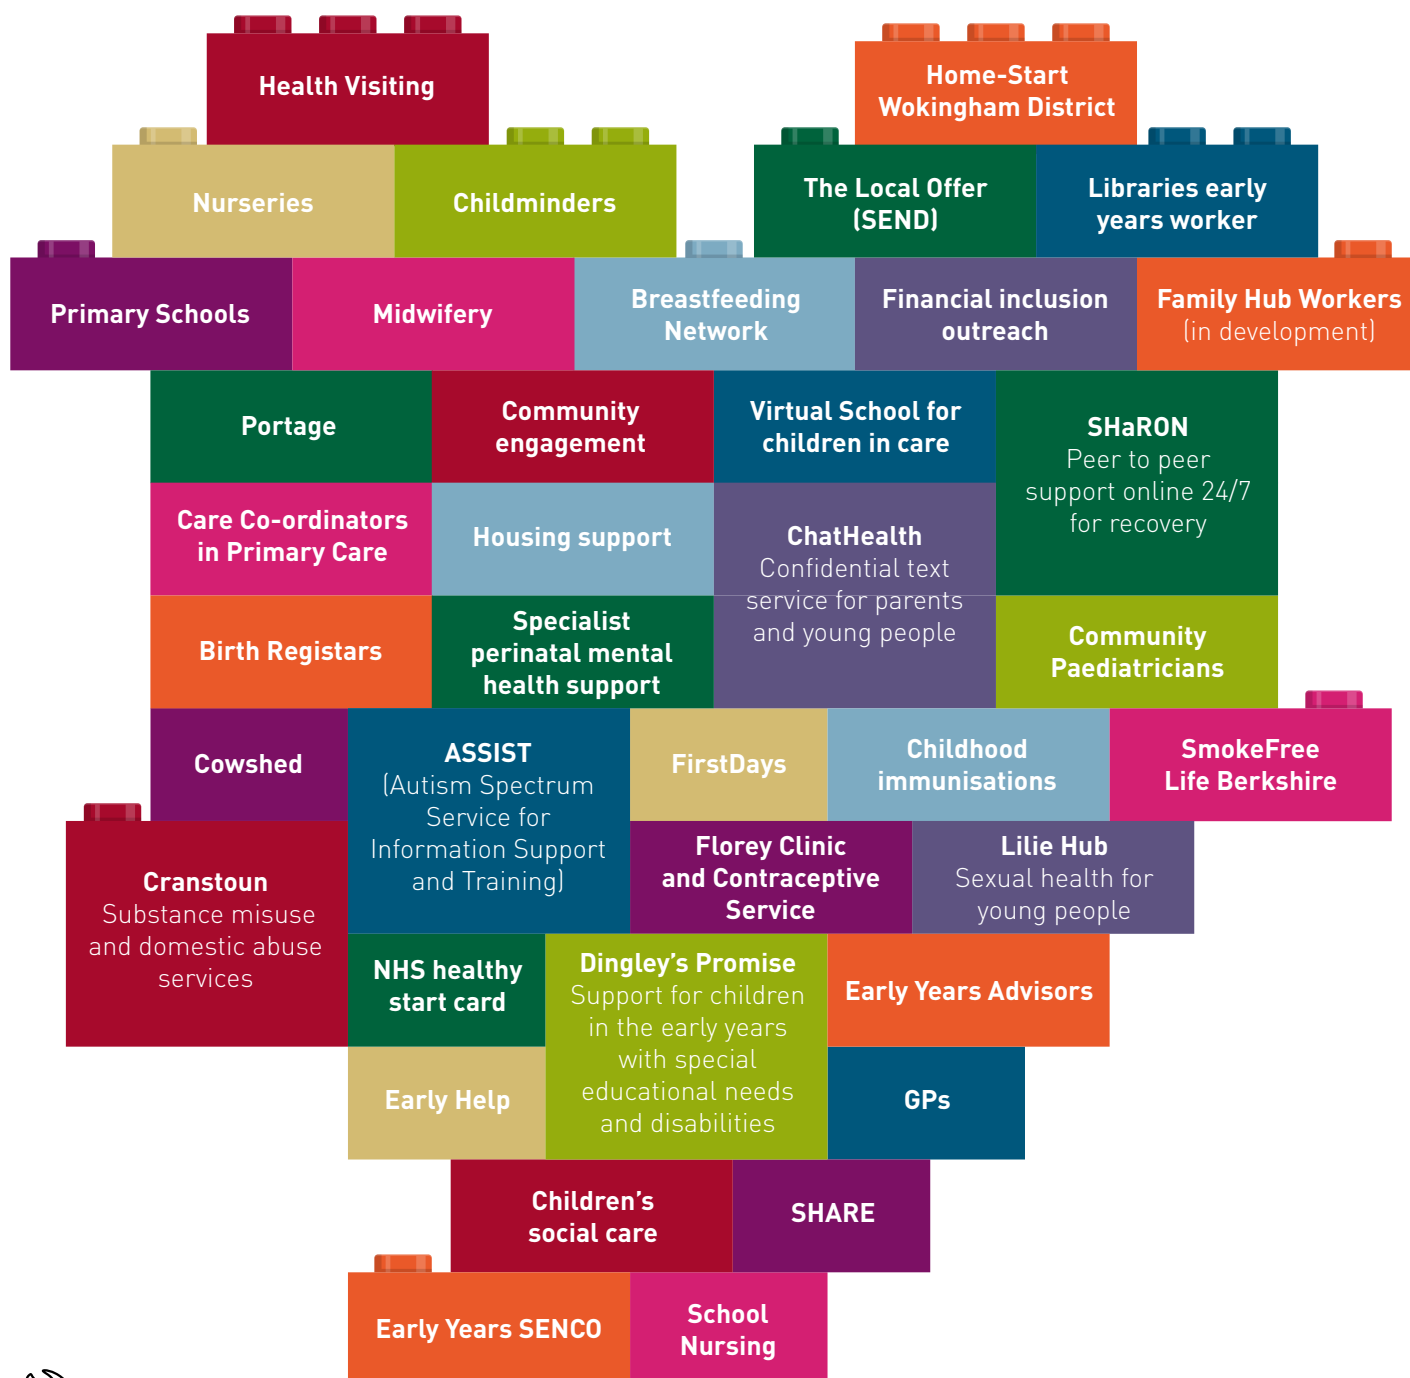 Health Visiting
Home-Start
Wokingham District
Nurseries
Childminders
The Local Offer
(SEND)
Libraries early
years worker
Primary Schools
Midwifery
Breastfeeding
Network
Financial inclusion
outreach
Family Hub Workers
(in development)
Portage
Community
engagement
Virtual School for
children in care
SHaRON
Peer to peer
support online 24/7
for recovery
Care Co-ordinators
in Primary Care
Housing support
ChatHealth
Confidential text
service for parents
and young people
Birth Registars
Specialist
perinatal mental
health support
Community
Paediatricians
Cowshed
ASSIST
(Autism Spectrum
Service for
Information Support
and Training)
FirstDays
Childhood
immunisations
SmokeFree
Life Berkshire
Cranstoun
Substance misuse
and domestic abuse
services
Florey Clinic
and Contraceptive
Service
Lilie Hub
Sexual health for
young people
NHS healthy
start card
Dingley’s Promise
Support for children
in the early years
with special
educational needs
and disabilities
Early Years Advisors
Early Help
GPs
Children’s
social care
SHARE
Early Years SENCO
School
Nursing